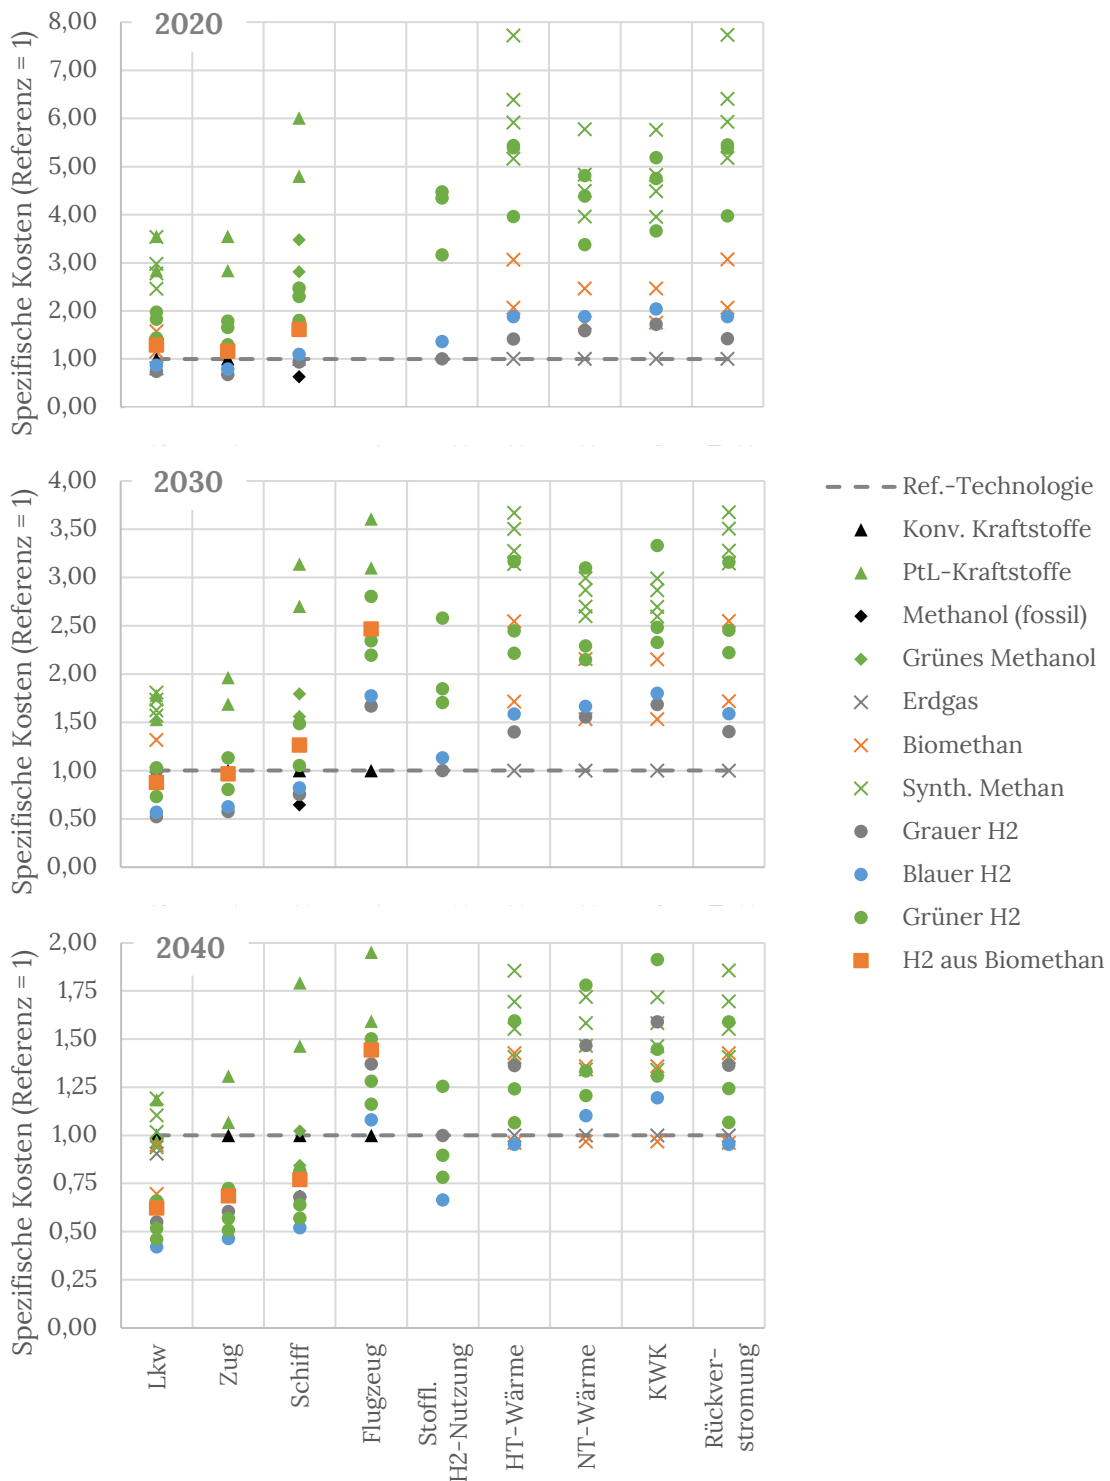 2020
Spezifische Kosten (Referenz = 1)
8,00
7,00
6,00
5,00
4,00
3,00
2,00
1,00
0,00
2030
Spezifische Kosten (Referenz = 1)
4,00
3,50
3,00
2,50
2,00
1,50
1,00
0,50
0,00
Ref.-Technologie
Konv. Kraftstoffe
PtL-Kraftstoffe
Methanol (fossil)
Grünes Methanol
Erdgas
Biomethan
Synth. Methan
Grauer H2
Blauer H2
Grüner H2
H2 aus Biomethan
2040
Spezifische Kosten (Referenz = 1)
2,00
1,75
1,50
1,25
1,00
0,75
0,50
0,25
0,00
Lkw
Zug
Schiff
Flugzeug
Stoffl.
H2-Nutzung
HT-Wärme
NT-Wärme
KWK
Rückver-
stromung